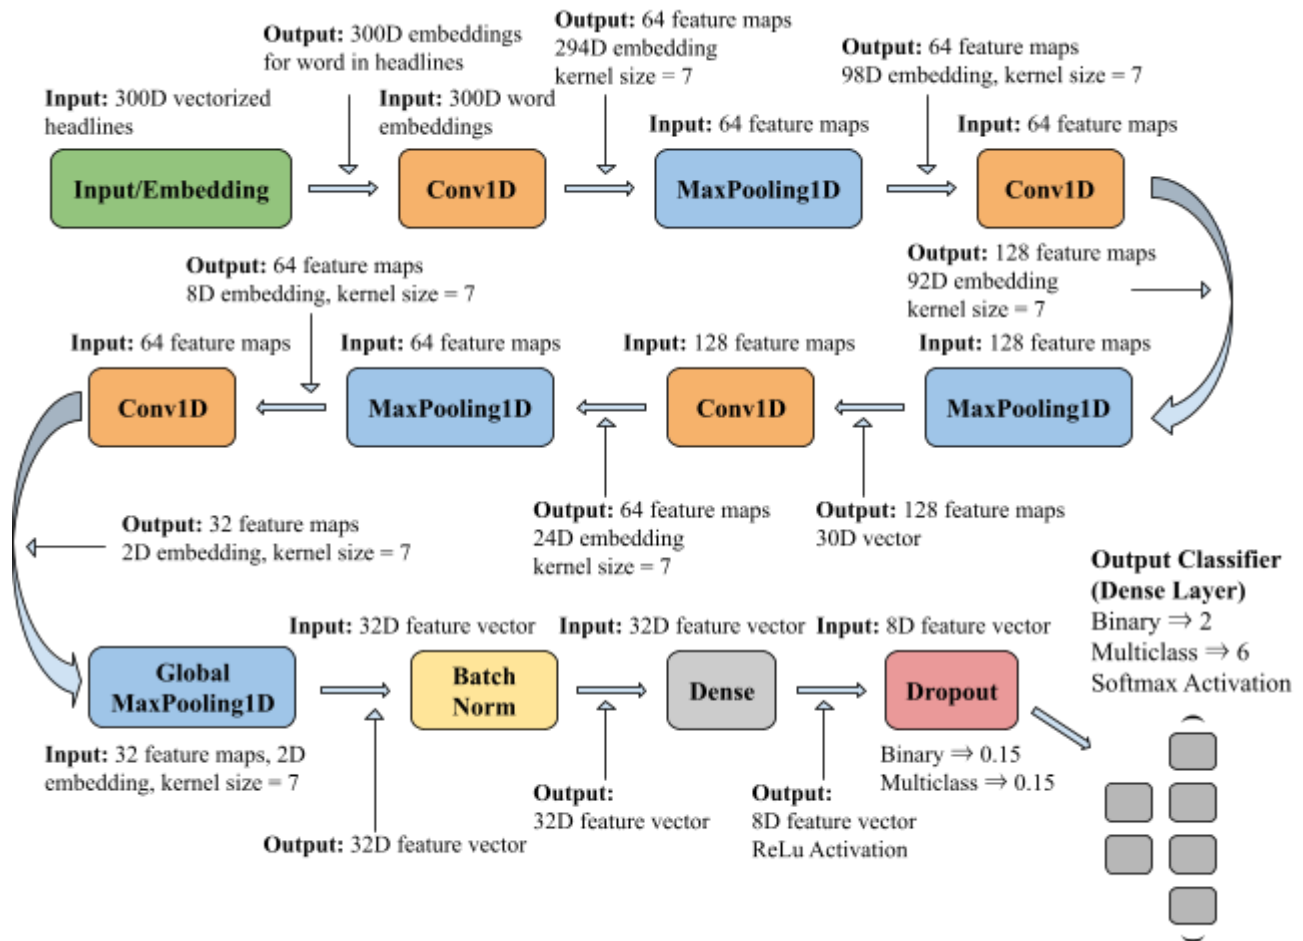 Output: 300D embeddings
for word in headlines
Output: 64 feature maps
294D embedding
kernel size = 7
Output: 64 feature maps
98D embedding, kernel size = 7
Input: 300D vectorized
headlines
Input: 300D word
embeddings
Input: 64 feature maps
Input: 64 feature maps
Input/Embedding
Conv1D
MaxPooling1D
Conv1D
Output: 64 feature maps
8D embedding, kernel size = 7
Output: 128 feature maps
92D embedding
kernel size = 7
Input: 64 feature maps
Input: 64 feature maps
Input: 128 feature maps
Input: 128 feature maps
Conv1D
MaxPooling1D
Conv1D
MaxPooling1D
Output: 32 feature maps
2D embedding, kernel size = 7
Output: 64 feature maps
24D embedding
kernel size = 7
Output: 128 feature maps
30D vector
Output Classifier
(Dense Layer)
Binary ⇒ 2
Multiclass ⇒ 6
Softmax Activation
Input: 32D feature vector
Input: 32D feature vector
Input: 8D feature vector
Global
MaxPooling1D
Batch
Norm
Dense
Dropout
Input: 32 feature maps, 2D
embedding, kernel size = 7
Binary ⇒ 0.15
Multiclass ⇒ 0.15
Output: 32D feature vector
Output:
32D feature vector
Output:
8D feature vector
ReLu Activation